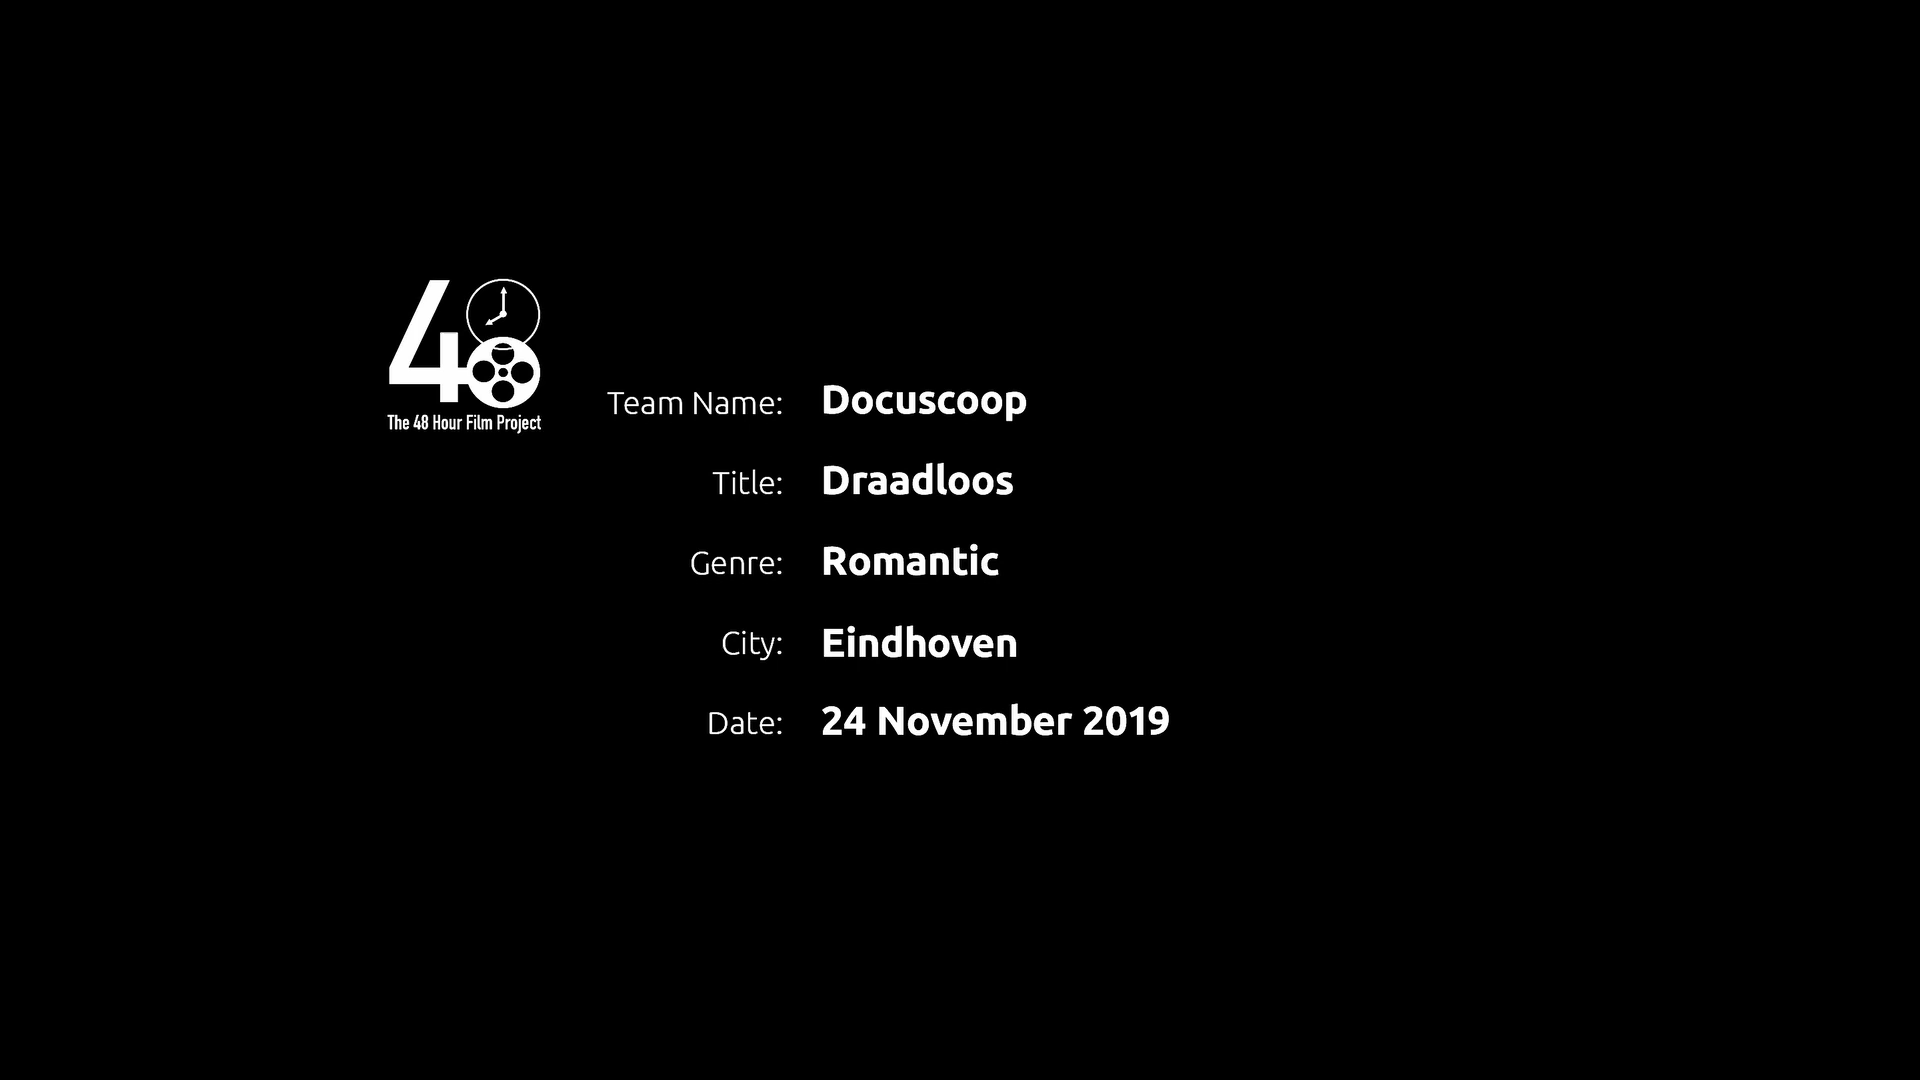 48
The 48 Hour Film Project
Team Name: Docuscoop
Title: Draadloos
Genre: Romantic
City: Eindhoven
Date: 24 November 2019